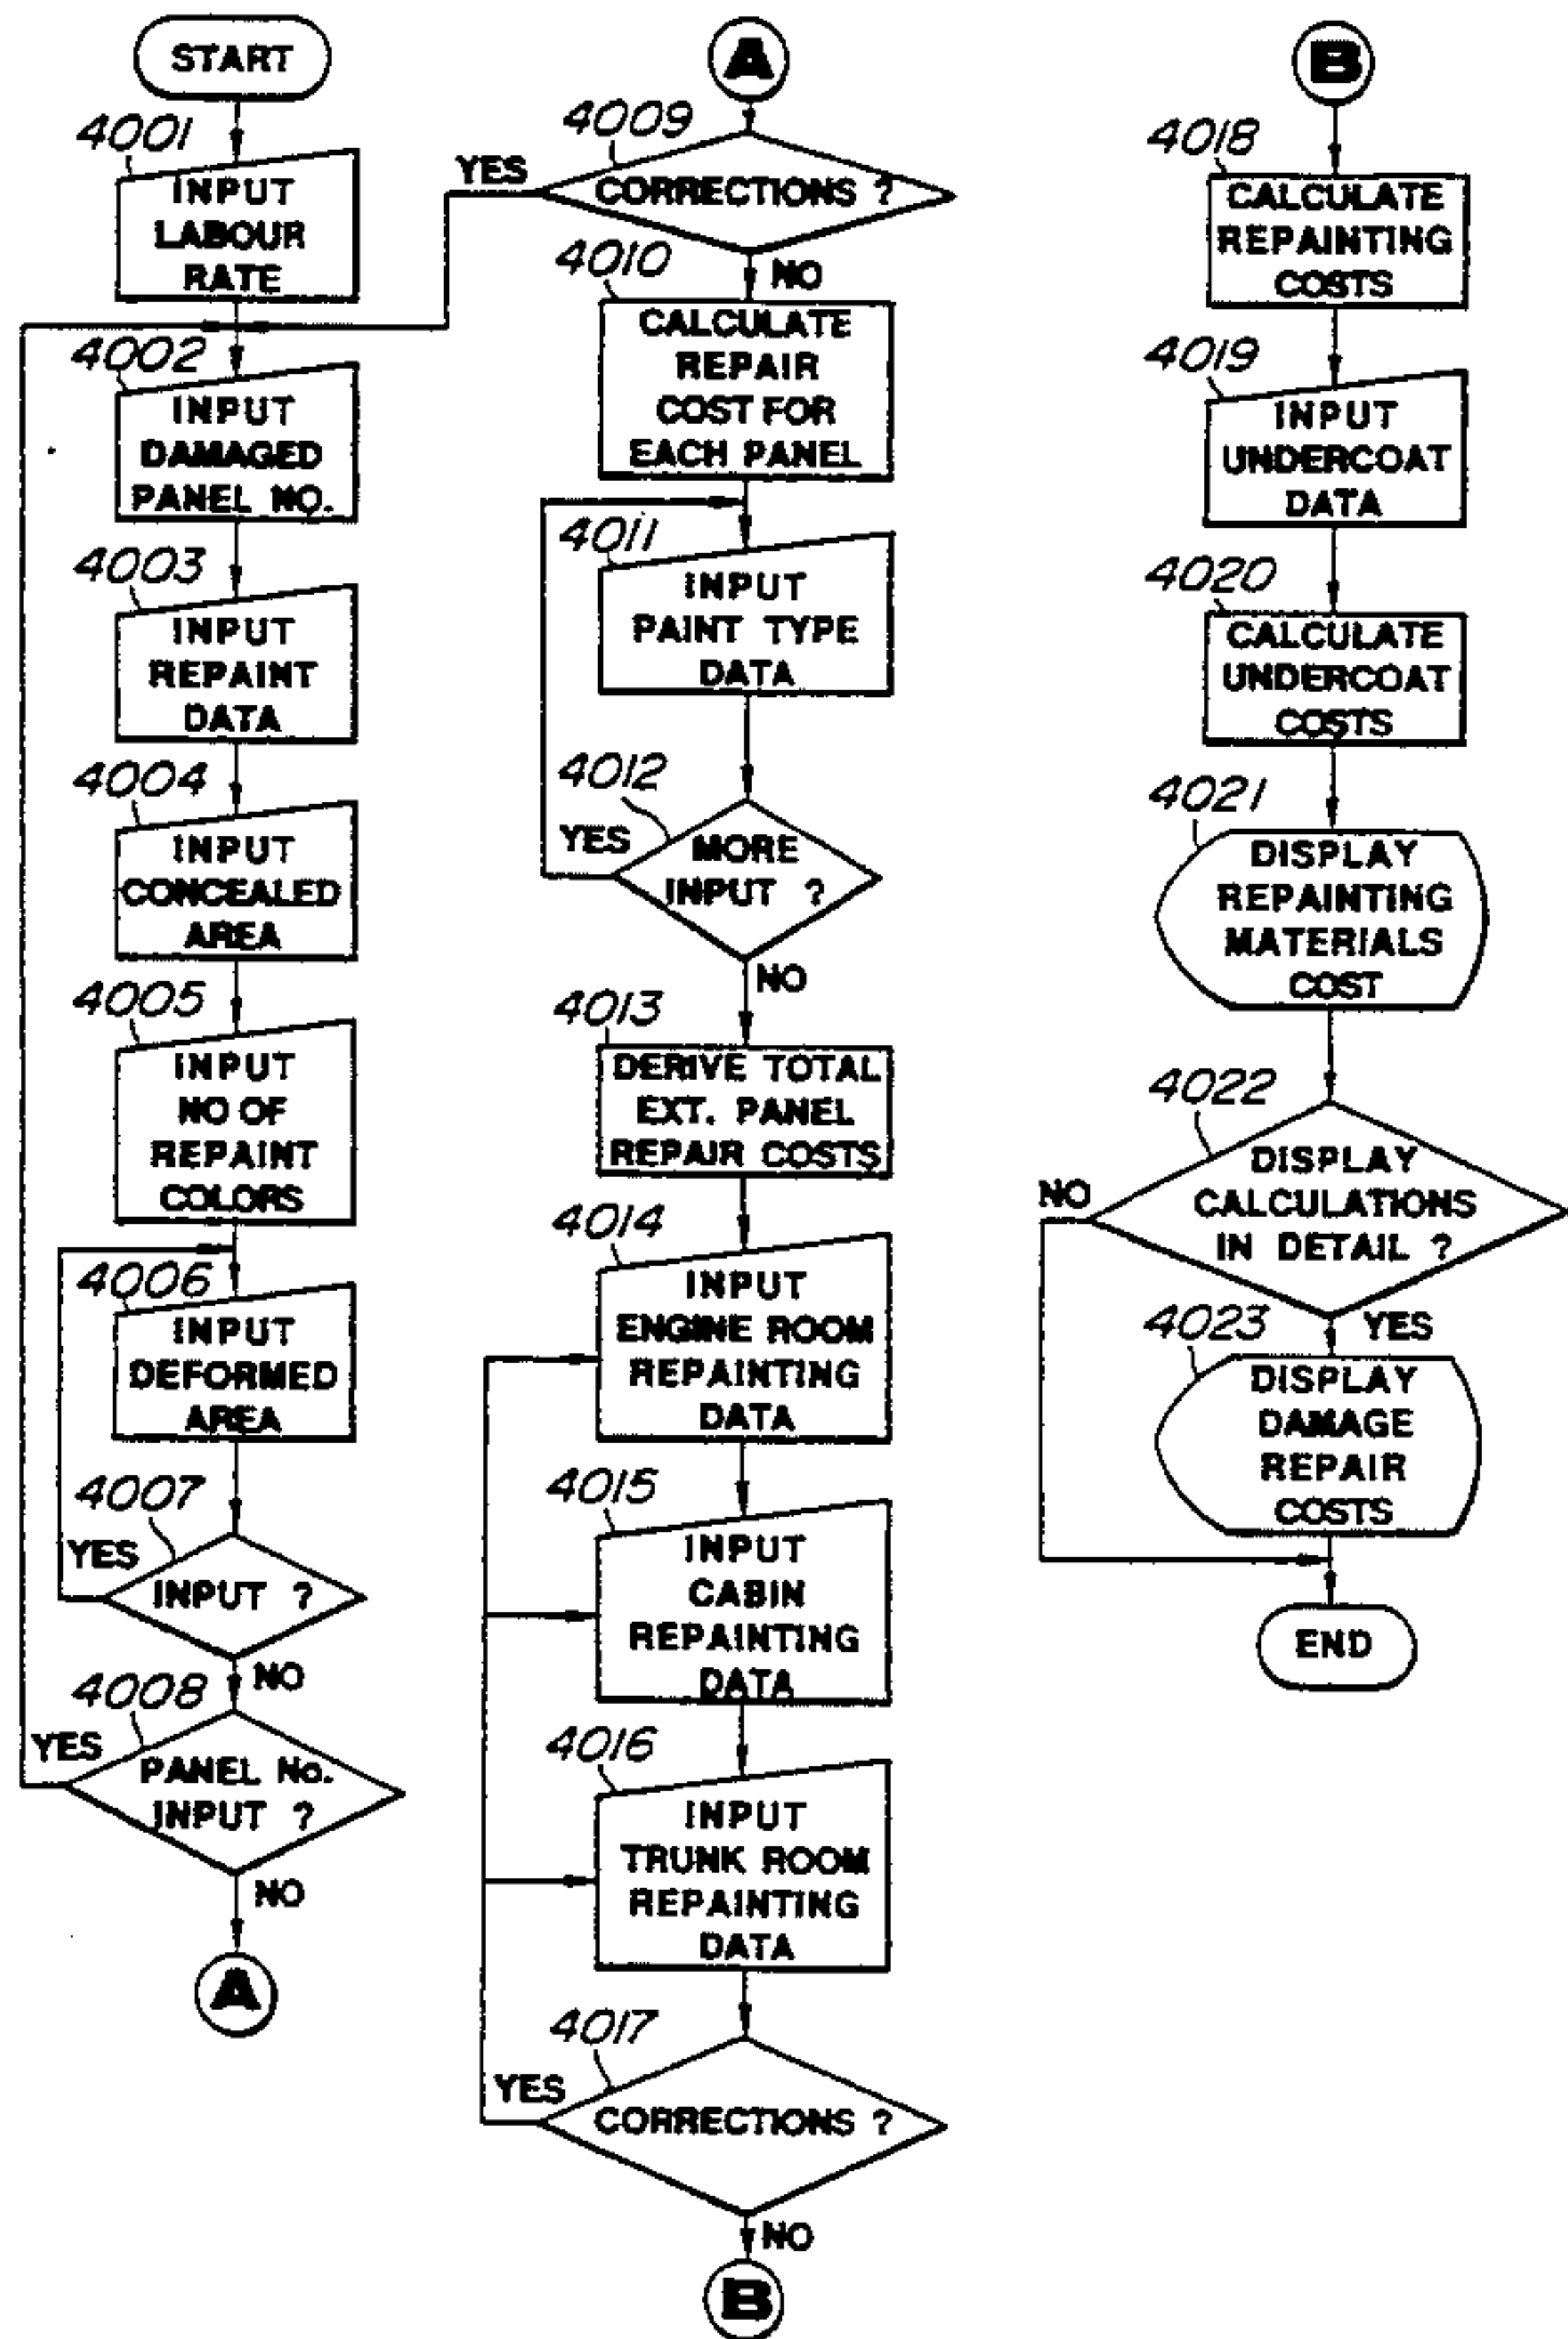 START
4001
INPUT
LABOUR
RATE
4002
INPUT
DAMAGED
PANEL NO.
4003
INPUT
REPAINT
DATA
4004
INPUT
CONCEALED
AREA
4005
INPUT
NO OF
REPAINT
COLORS
4006
INPUT
DEFORMED
AREA
4007
YES
INPUT ?
NO
4008
YES
PANEL No.
INPUT ?
NO
A
A
4009
YES
CORRECTIONS ?
4010
NO
CALCULATE
REPAIR
COST FOR
EACH PANEL
4011
INPUT
PAINT TYPE
DATA
4012
YES
MORE
INPUT ?
NO
4013
DERIVE TOTAL
EXT. PANEL
REPAIR COSTS
4014
INPUT
ENGINE ROOM
REPAINTING
DATA
4015
INPUT
CABIN
REPAINTING
DATA
4016
INPUT
TRUNK ROOM
REPAINTING
DATA
4017
YES
CORRECTIONS ?
NO
B
B
4018
CALCULATE
REPAINTING
COSTS
4019
INPUT
UNDERCOAT
DATA
4020
CALCULATE
UNDERCOAT
COSTS
4021
DISPLAY
REPAINTING
MATERIALS
COST
4022
NO
DISPLAY
CALCULATIONS
IN DETAIL ?
4023
YES
DISPLAY
DAMAGE
REPAIR
COSTS
END